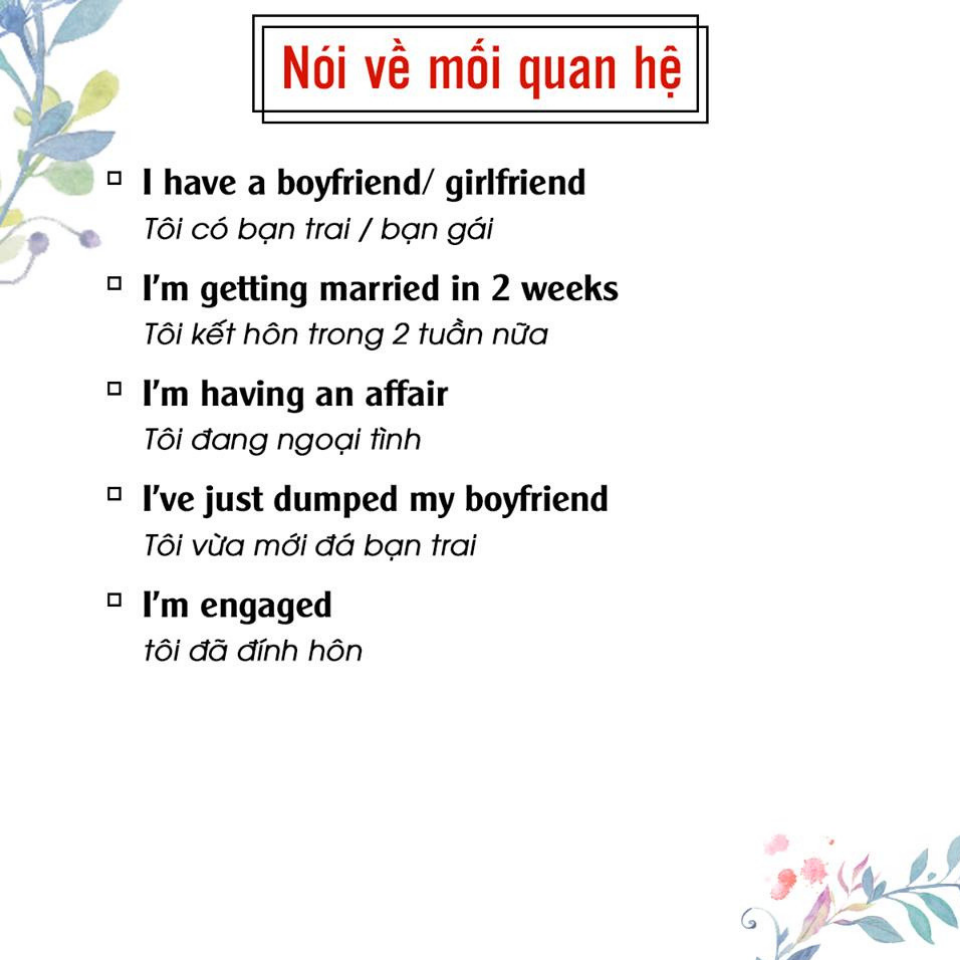 Nói về mối quan hệ
I have a boyfriend/ girlfriend
Tôi có bạn trai / bạn gái
I'm getting married in 2 weeks
Tôi kết hôn trong 2 tuần nữa
I'm having an affair
Tôi đang ngoại tình
I've just dumped my boyfriend
Tôi vừa mới đá bạn trai
I'm engaged
tôi đã đính hôn